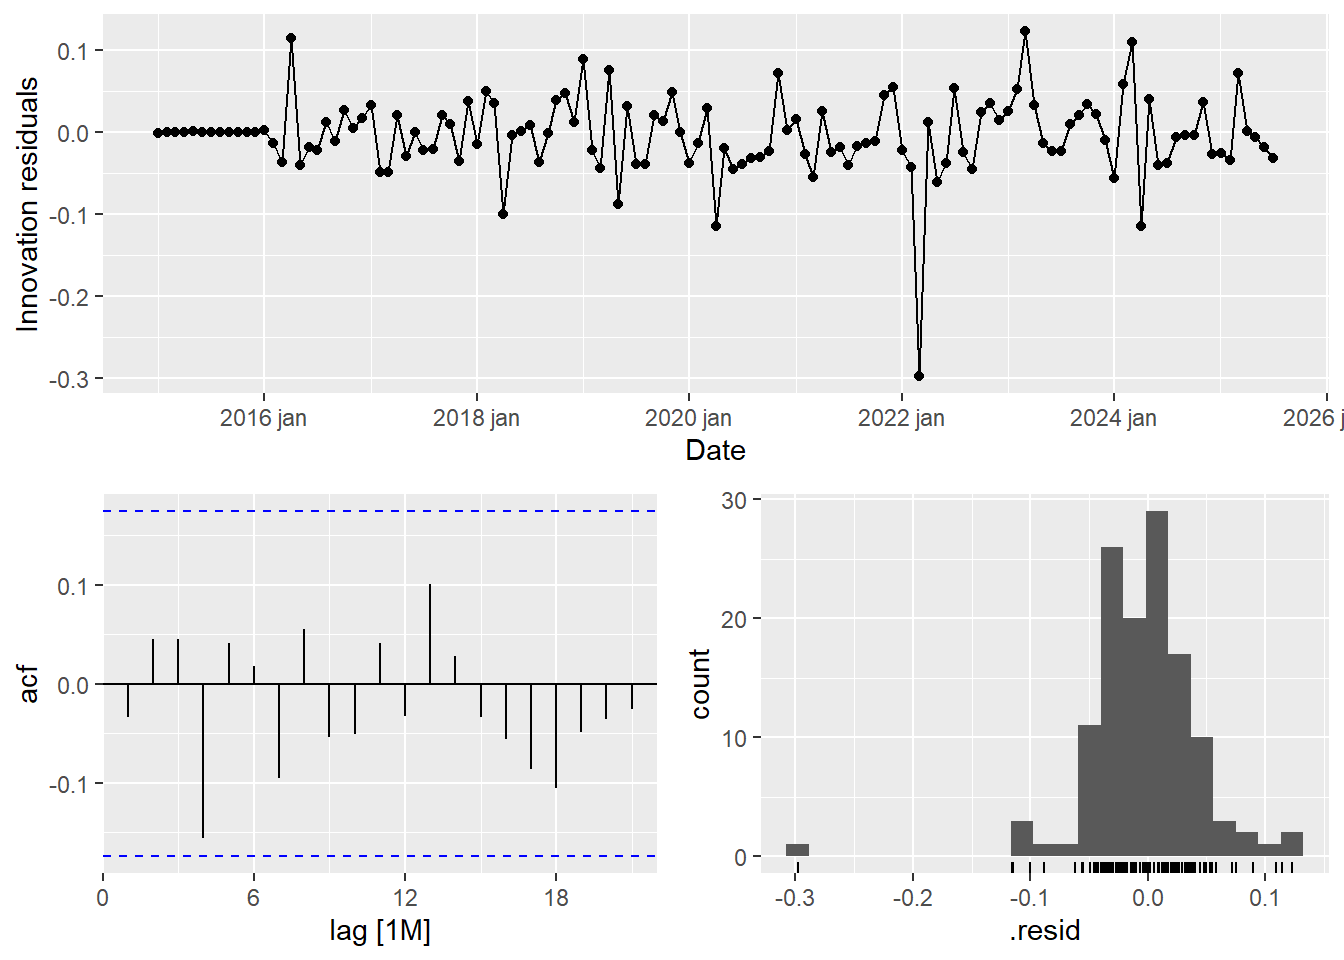 Innovation residuals
0.1
0.0
-0.1
-0.2
-0.3
2016 jan 2018 jan 2020 jan 2022 jan 2024 jan 2026 j
Date
acf
0.1
0.0
-0.1
0 6 12 18
lag [1M]
count
30
20
10
0
-0.3 -0.2 -0.1 0.0 0.1
.resid